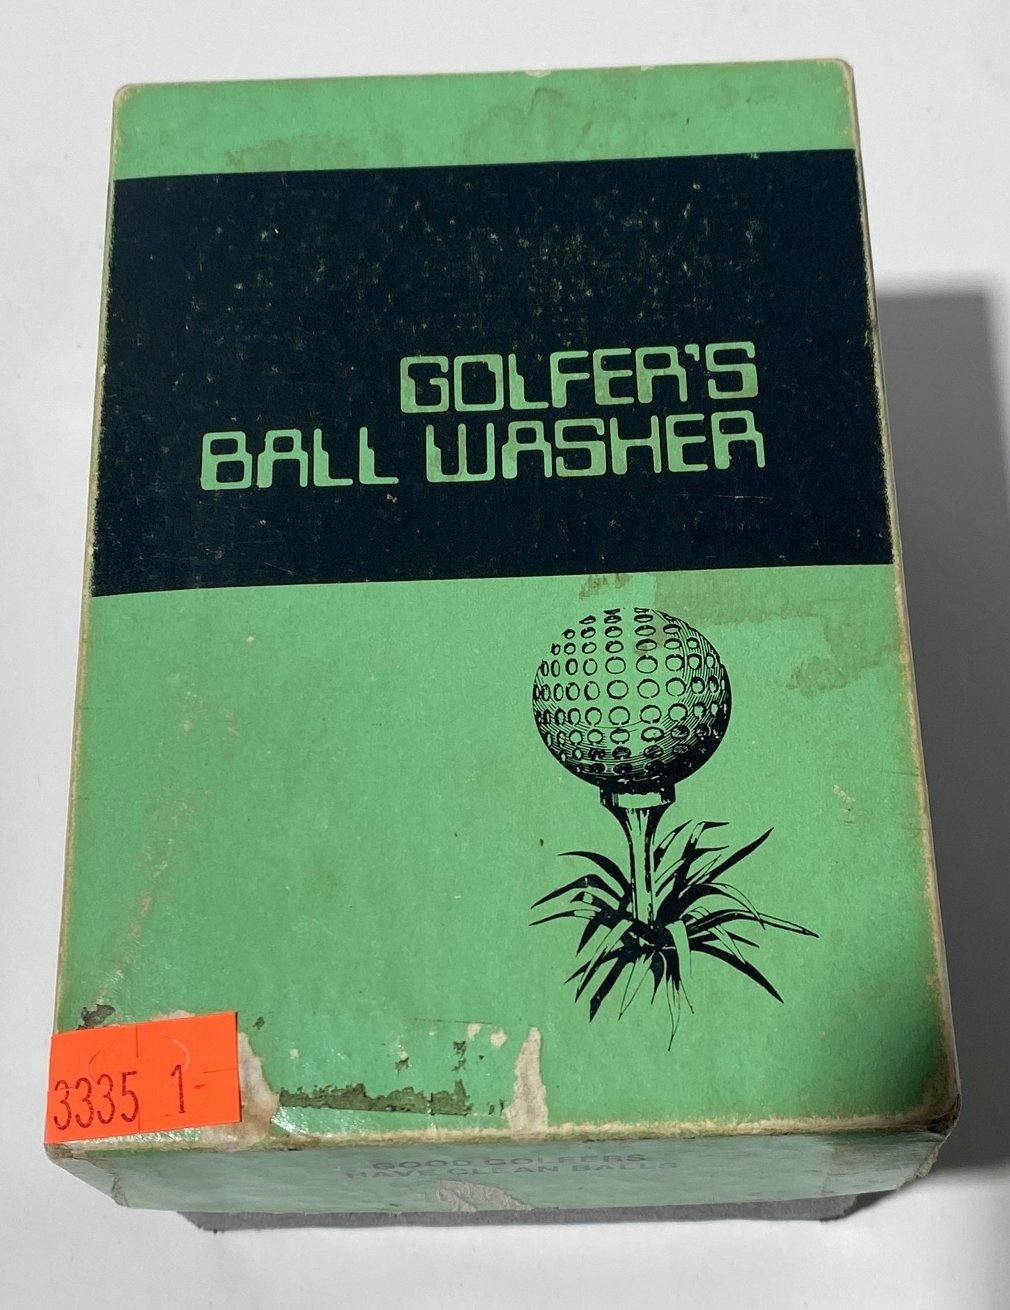 GOLFER'S
BALL WASHER
3335 1-
GOOD GOLFERS
HAVE CLEAN BALLS